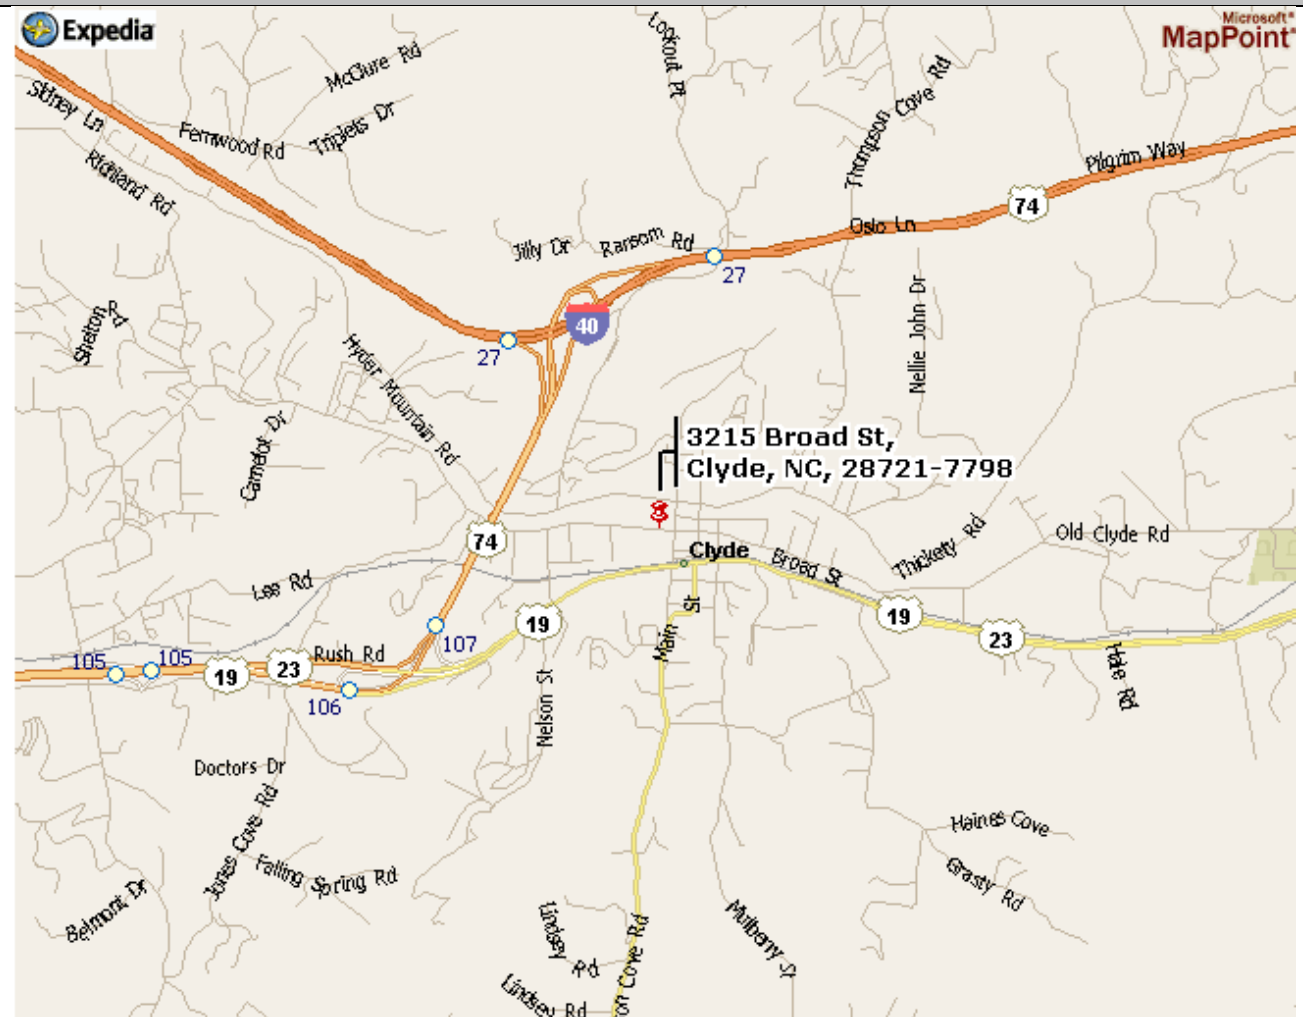 Expedia
Microsoft®
MapPoint®
Lookout Pt
McClure Rd
Thompson Cove Rd
Stifney Ln
Triplets Dr
Fernwood Rd
Pilgrim Way
Richland Rd
74
Oslo Ln
Jilly Dr
Ransom Rd
27
Nellie John Dr
Shelton Rd
40
27
Hyder Mountain Rd
Camelot Dr
3215 Broad St,
Clyde, NC, 28721-7798
74
Thickety Rd
Old Clyde Rd
Clyde
Broad St
Lee Rd
19
19
23
107
Main St
Rush Rd
105
105
19
23
Hale Rd
106
Nelson St
Doctors Dr
Jones Cove Rd
Haines Cove
Falling Spring Rd
Grasty Rd
Belmont Dr
Lindsey Rd
Mulberry St
on Cove Rd
Lindsey Rd